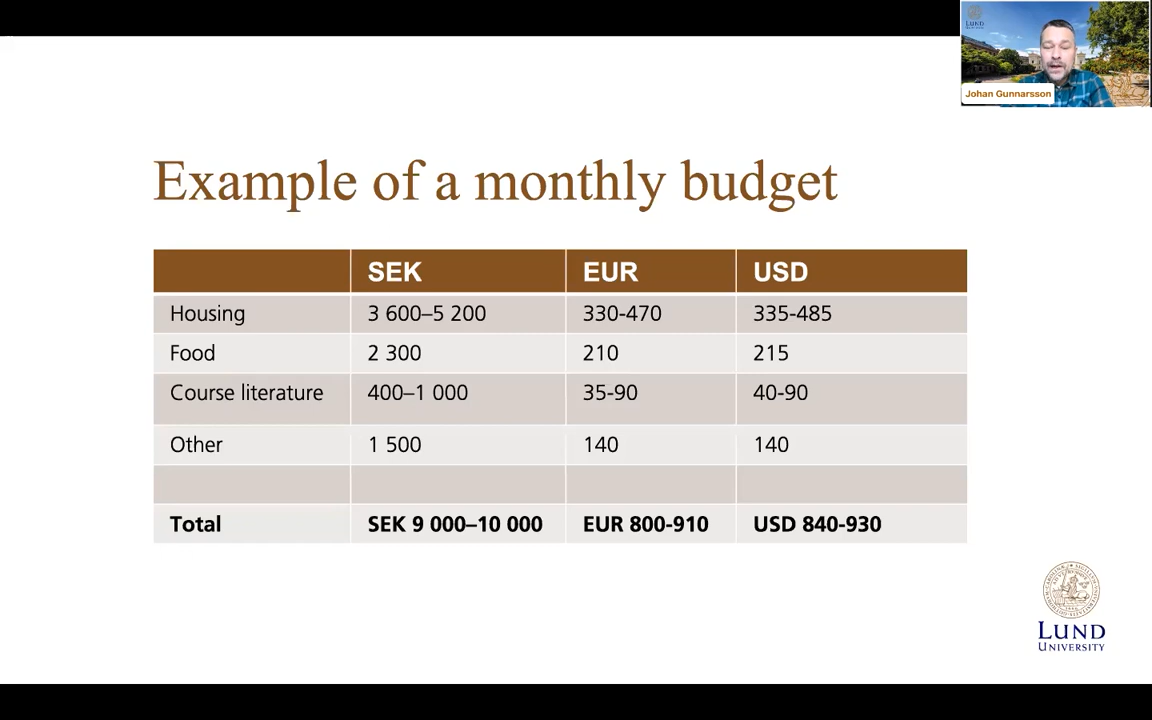 LUND
Johan Gunnarsson
Example of a monthly budget
SEK EUR USD
Housing 3 600–5 200 330-470 335-485
Food 2 300 210 215
Course literature 400–1 000 35-90 40-90
Other 1 500 140 140
Total SEK 9 000–10 000 EUR 800-910 USD 840-930
LUND
UNIVERSITY